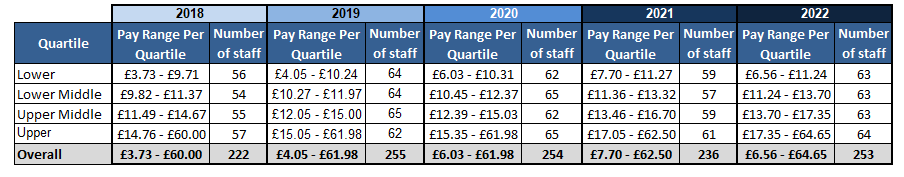 2018 2019 2020 2021 2022
Quartile Pay Range Per Quartile Number of staff Pay Range Per Quartile Number of staff Pay Range Per Quartile Number of staff Pay Range Per Quartile Number of staff Pay Range Per Quartile Number of staff
Lower £3.73 - £9.71 56 £4.05 - £10.24 64 £6.03 - £10.31 62 £7.70 - £11.27 59 £6.56 - £11.24 63
Lower Middle £9.82 - £11.37 54 £10.27 - £11.97 64 £10.45 - £12.37 65 £11.36 - £13.32 57 £11.24 - £13.70 63
Upper Middle £11.49 - £14.67 55 £12.05 - £15.00 65 £12.39 - £15.03 62 £13.46 - £16.70 59 £13.70 - £17.35 63
Upper £14.76 - £60.00 57 £15.05 - £61.98 62 £15.35 - £61.98 65 £17.05 - £62.50 61 £17.35 - £64.65 64
Overall £3.73 - £60.00 222 £4.05 - £61.98 255 £6.03 - £61.98 254 £7.70 - £62.50 236 £6.56 - £64.65 253